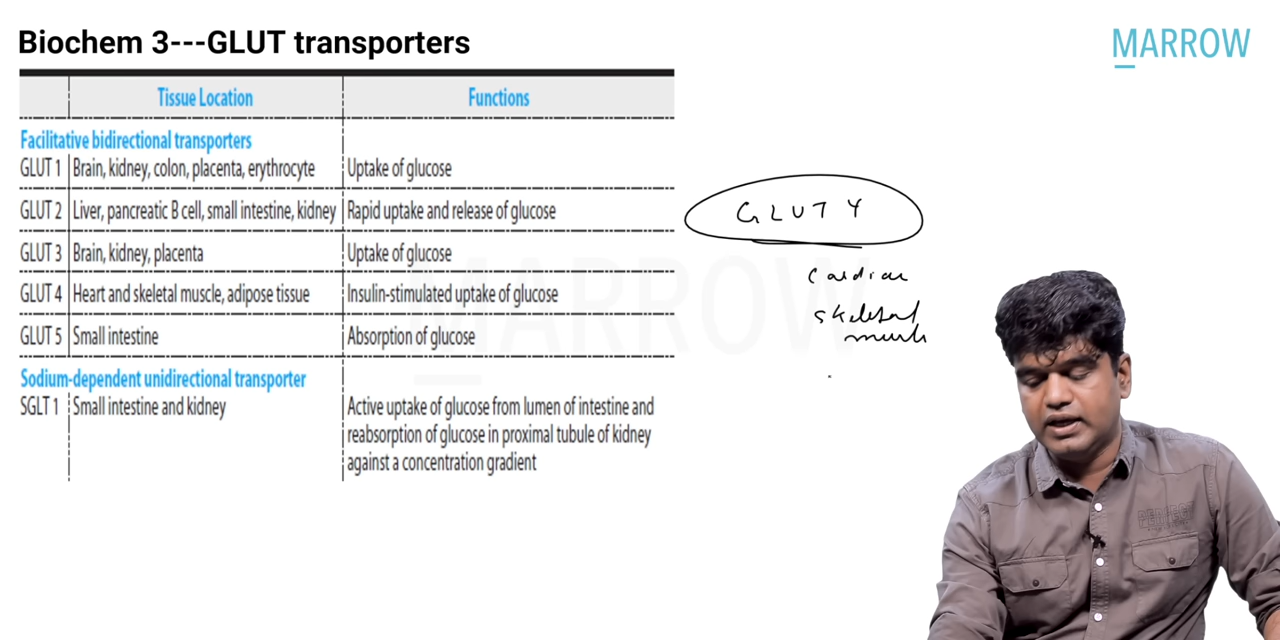 Biochem 3---GLUT transporters
MARROW
Tissue Location Functions
Facilitative bidirectional transporters
GLUT 1 Brain, kidney, colon, placenta, erythrocyte Uptake of glucose
GLUT 2 Liver, pancreatic B cell, small intestine, kidney Rapid uptake and release of glucose
GLUT 3 Brain, kidney, placenta Uptake of glucose
GLUT 4 Heart and skeletal muscle, adipose tissue Insulin-stimulated uptake of glucose
GLUT 5 Small intestine Absorption of glucose
Sodium-dependent unidirectional transporter
SGLT 1 Small intestine and kidney Active uptake of glucose from lumen of intestine and
reabsorption of glucose in proximal tubule of kidney
against a concentration gradient
GLUT 4
cardiac
skeletal
muscle
MARROW
PERFECT